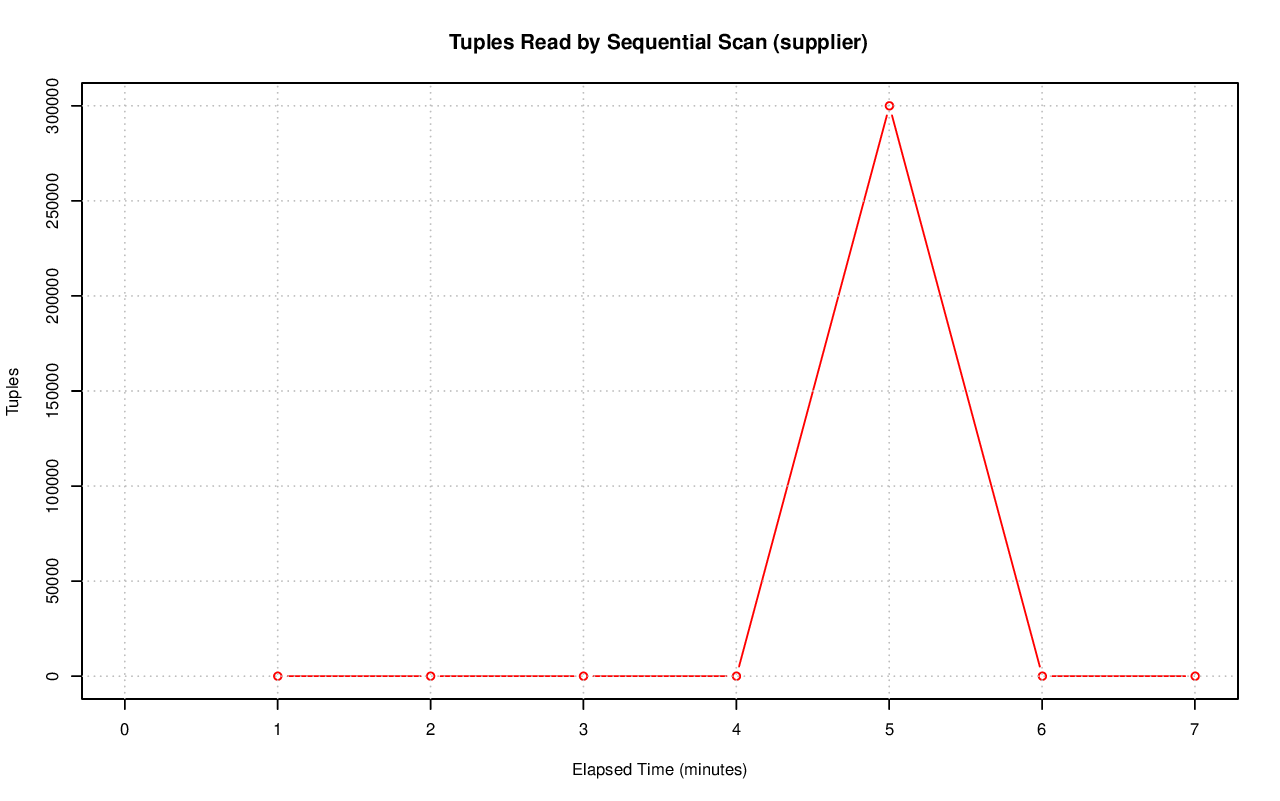 Tuples Read by Sequential Scan (supplier)
Tuples
300000
250000
200000
150000
100000
50000
0
0 1 2 3 4 5 6 7
Elapsed Time (minutes)